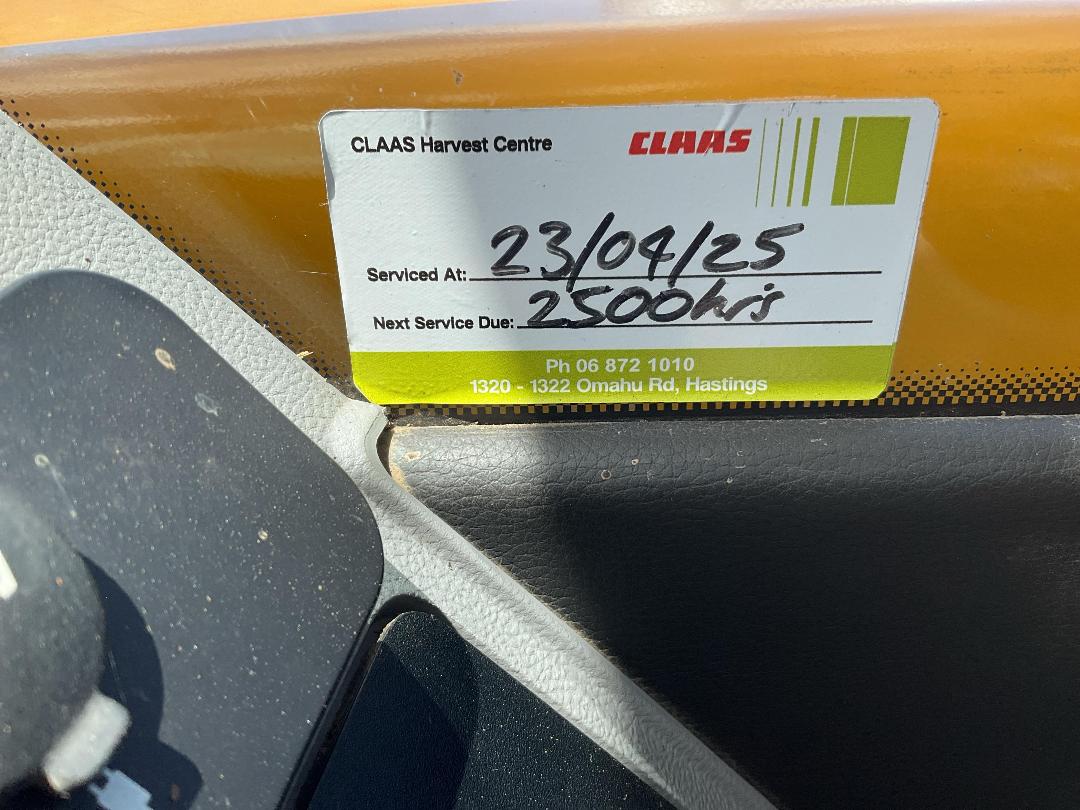 CLAAS Harvest Centre
CLAAS
Serviced At: 23/04/25
Next Service Due: 2500hrs
Ph 06 872 1010
1320 - 1322 Omahu Rd, Hastings